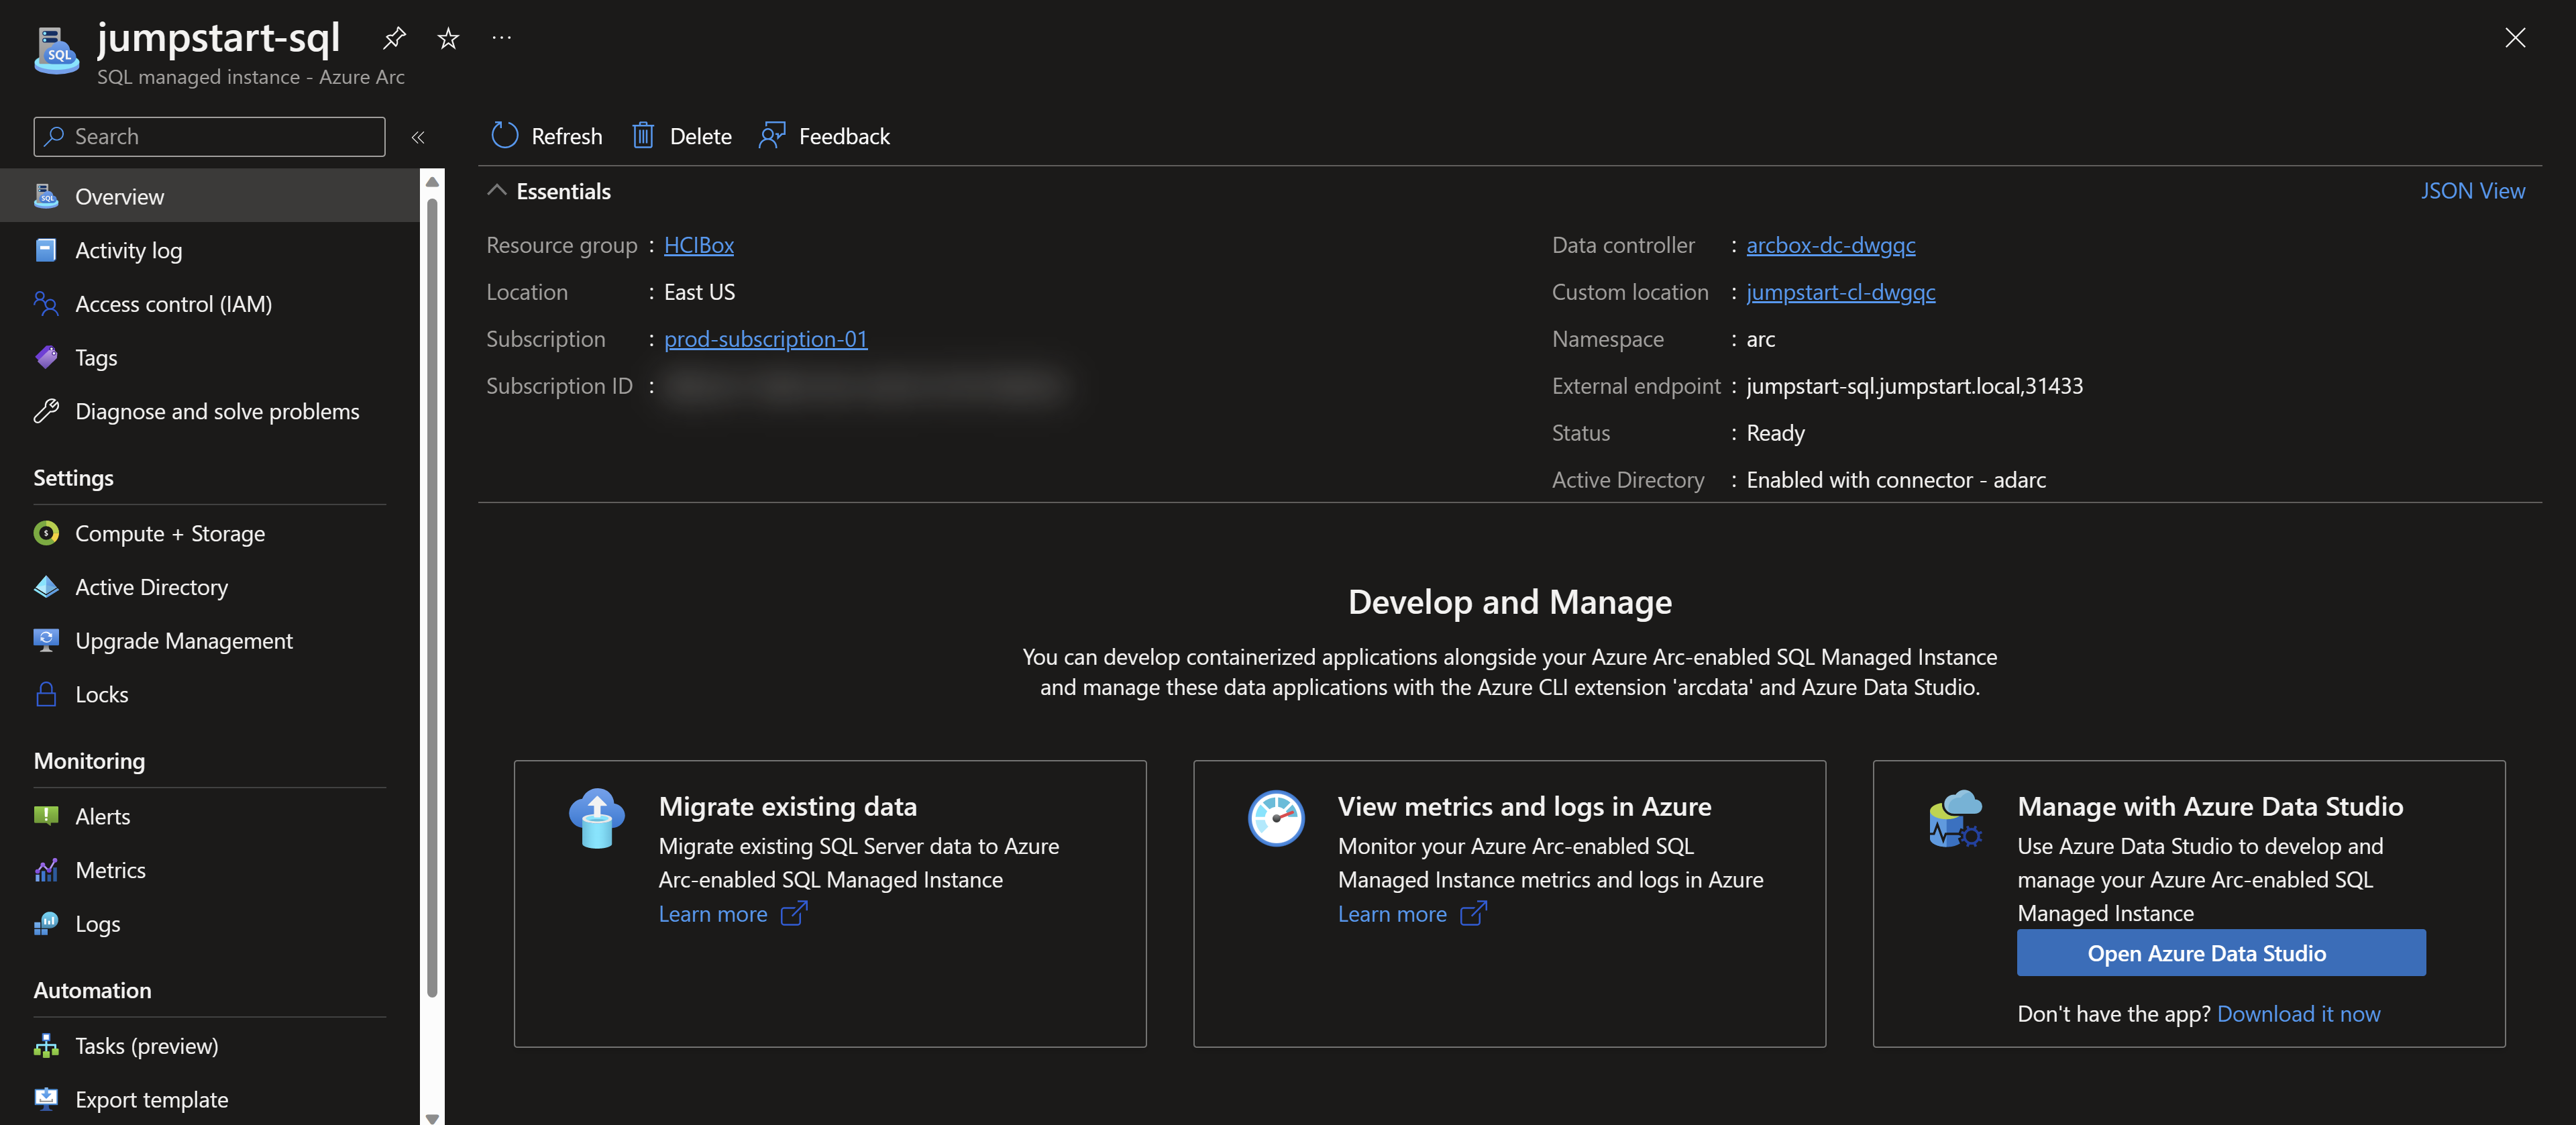 jumpstart-sql
SQL managed instance - Azure Arc
Search
Overview
Activity log
Access control (IAM)
Tags
Diagnose and solve problems
Settings
Compute + Storage
Active Directory
Upgrade Management
Locks
Monitoring
Alerts
Metrics
Logs
Automation
Tasks (preview)
Export template
Refresh Delete Feedback
Essentials
JSON View
Resource group : HCIBox
Location : East US
Subscription : prod-subscription-01
Subscription ID :
Data controller : arcbox-dc-dwgqc
Custom location : jumpstart-cl-dwgqc
Namespace : arc
External endpoint : jumpstart-sql.jumpstart.local,31433
Status : Ready
Active Directory : Enabled with connector - adarc
Develop and Manage
You can develop containerized applications alongside your Azure Arc-enabled SQL Managed Instance
and manage these data applications with the Azure CLI extension 'arcdata' and Azure Data Studio.
Migrate existing data
Migrate existing SQL Server data to Azure
Arc-enabled SQL Managed Instance
Learn more
View metrics and logs in Azure
Monitor your Azure Arc-enabled SQL
Managed Instance metrics and logs in Azure
Learn more
Manage with Azure Data Studio
Use Azure Data Studio to develop and
manage your Azure Arc-enabled SQL
Managed Instance
Open Azure Data Studio
Don't have the app? Download it now